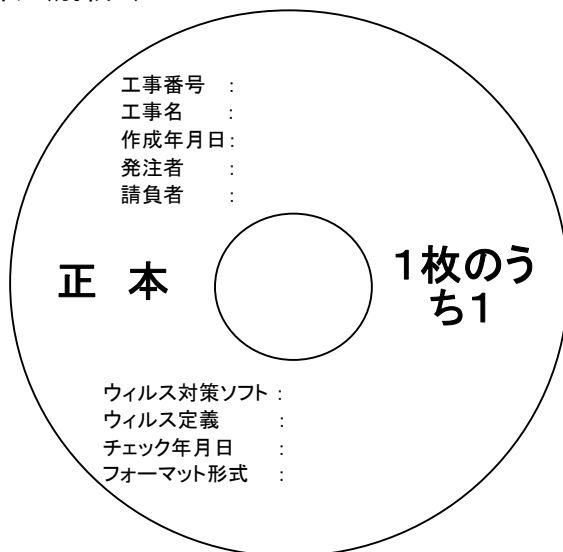 工事番号 :
工事名 :
作成年月日:
発注者 :
請負者 :
正 本
1枚のう
ち1
ウィルス対策ソフト :
ウィルス定義 :
チェック年月日 :
フォーマット形式 :